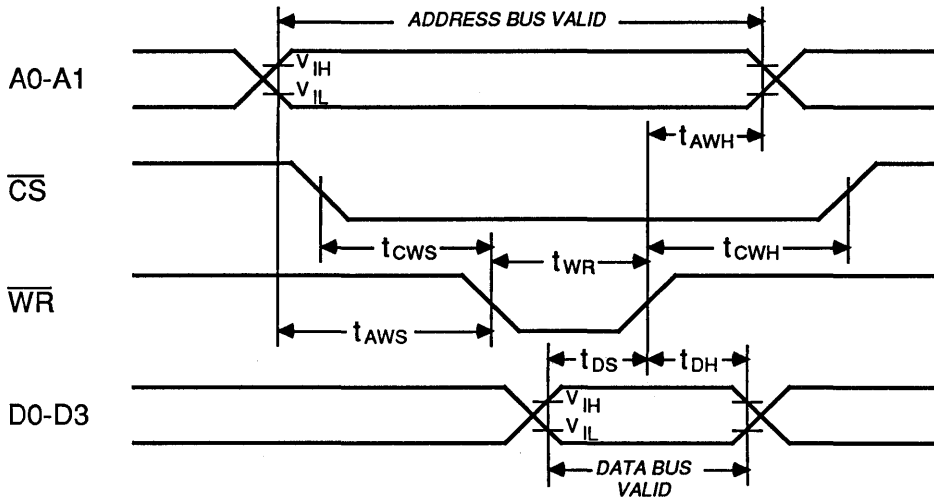 ADDRESS BUS VALID
A0-A1
VIH
VIL
tAWH
CS
tCWS
tWR
tCWH
WR
tAWS
tDS
tDH
D0-D3
VIH
VIL
DATA BUS
VALID